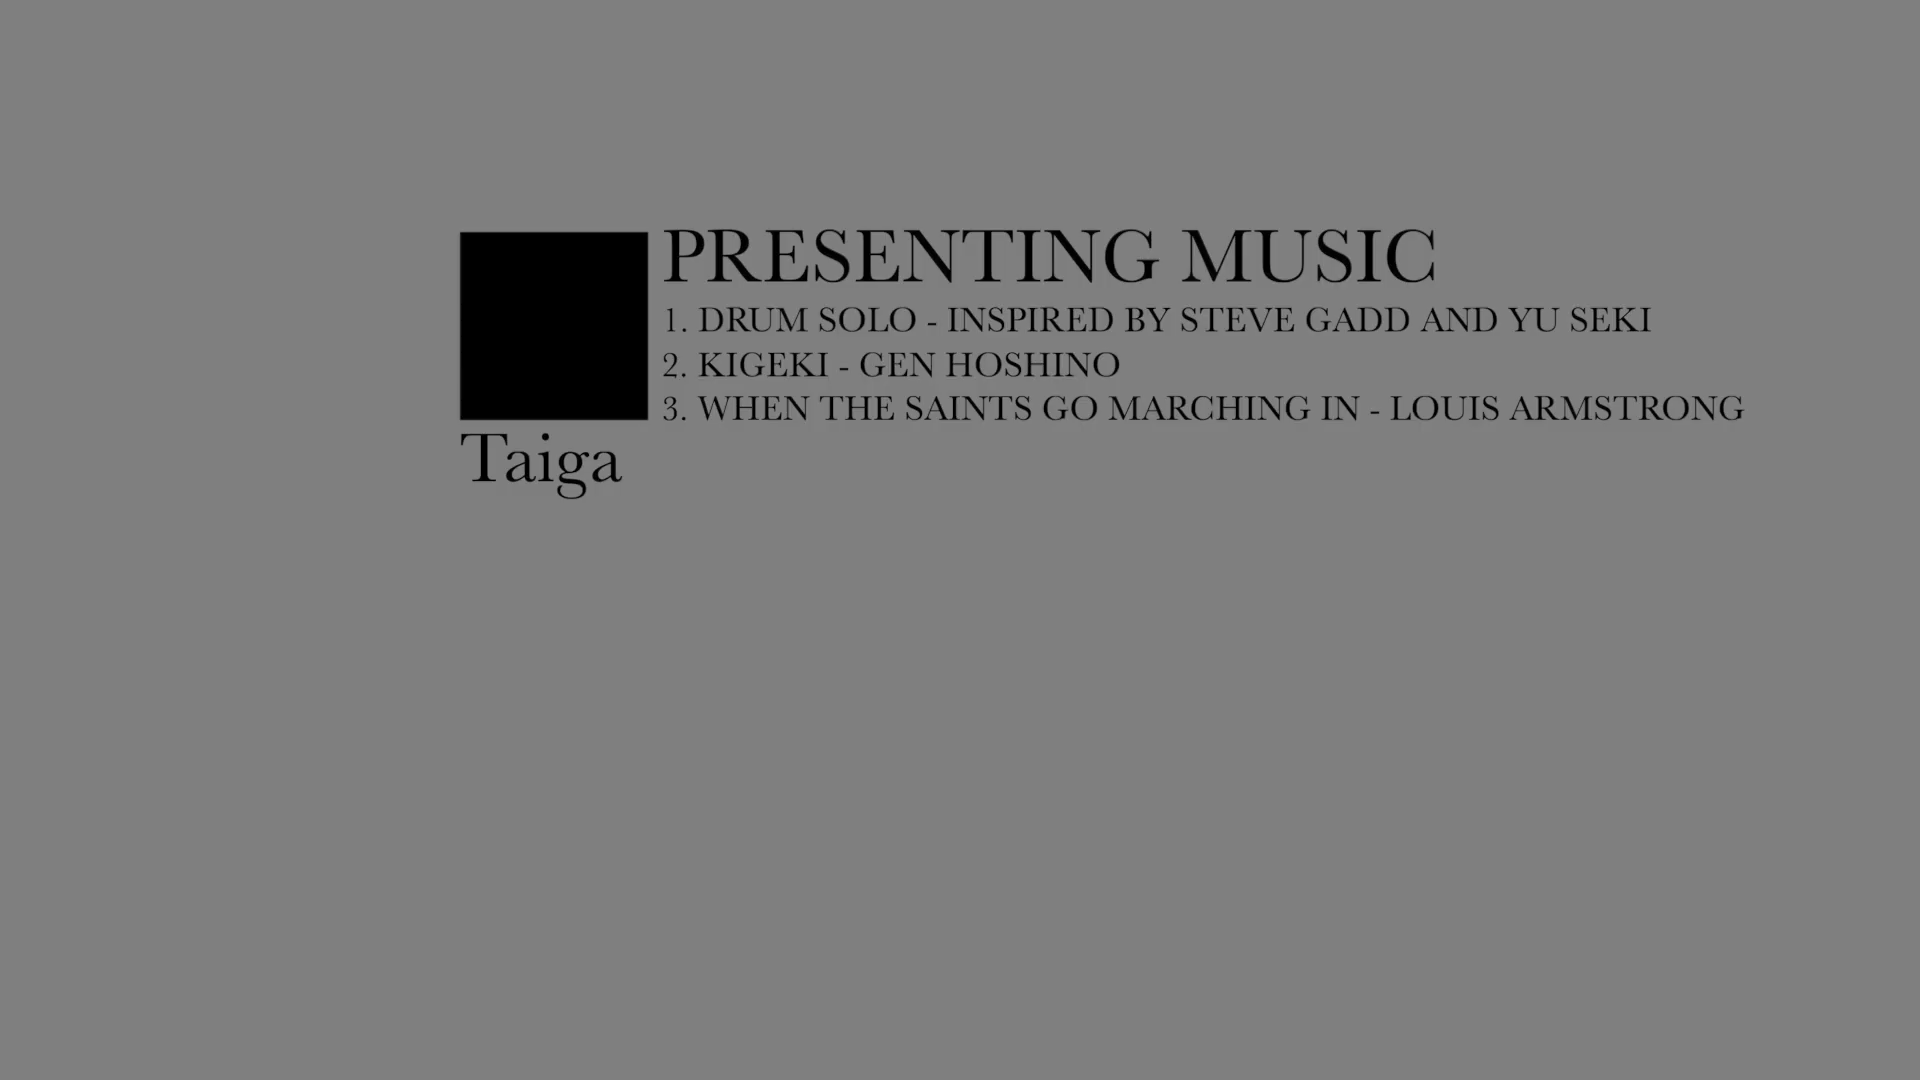 PRESENTING MUSIC
1. DRUM SOLO - INSPIRED BY STEVE GADD AND YU SEKI
2. KIGEKI - GEN HOSHINO
3. WHEN THE SAINTS GO MARCHING IN - LOUIS ARMSTRONG
Taiga